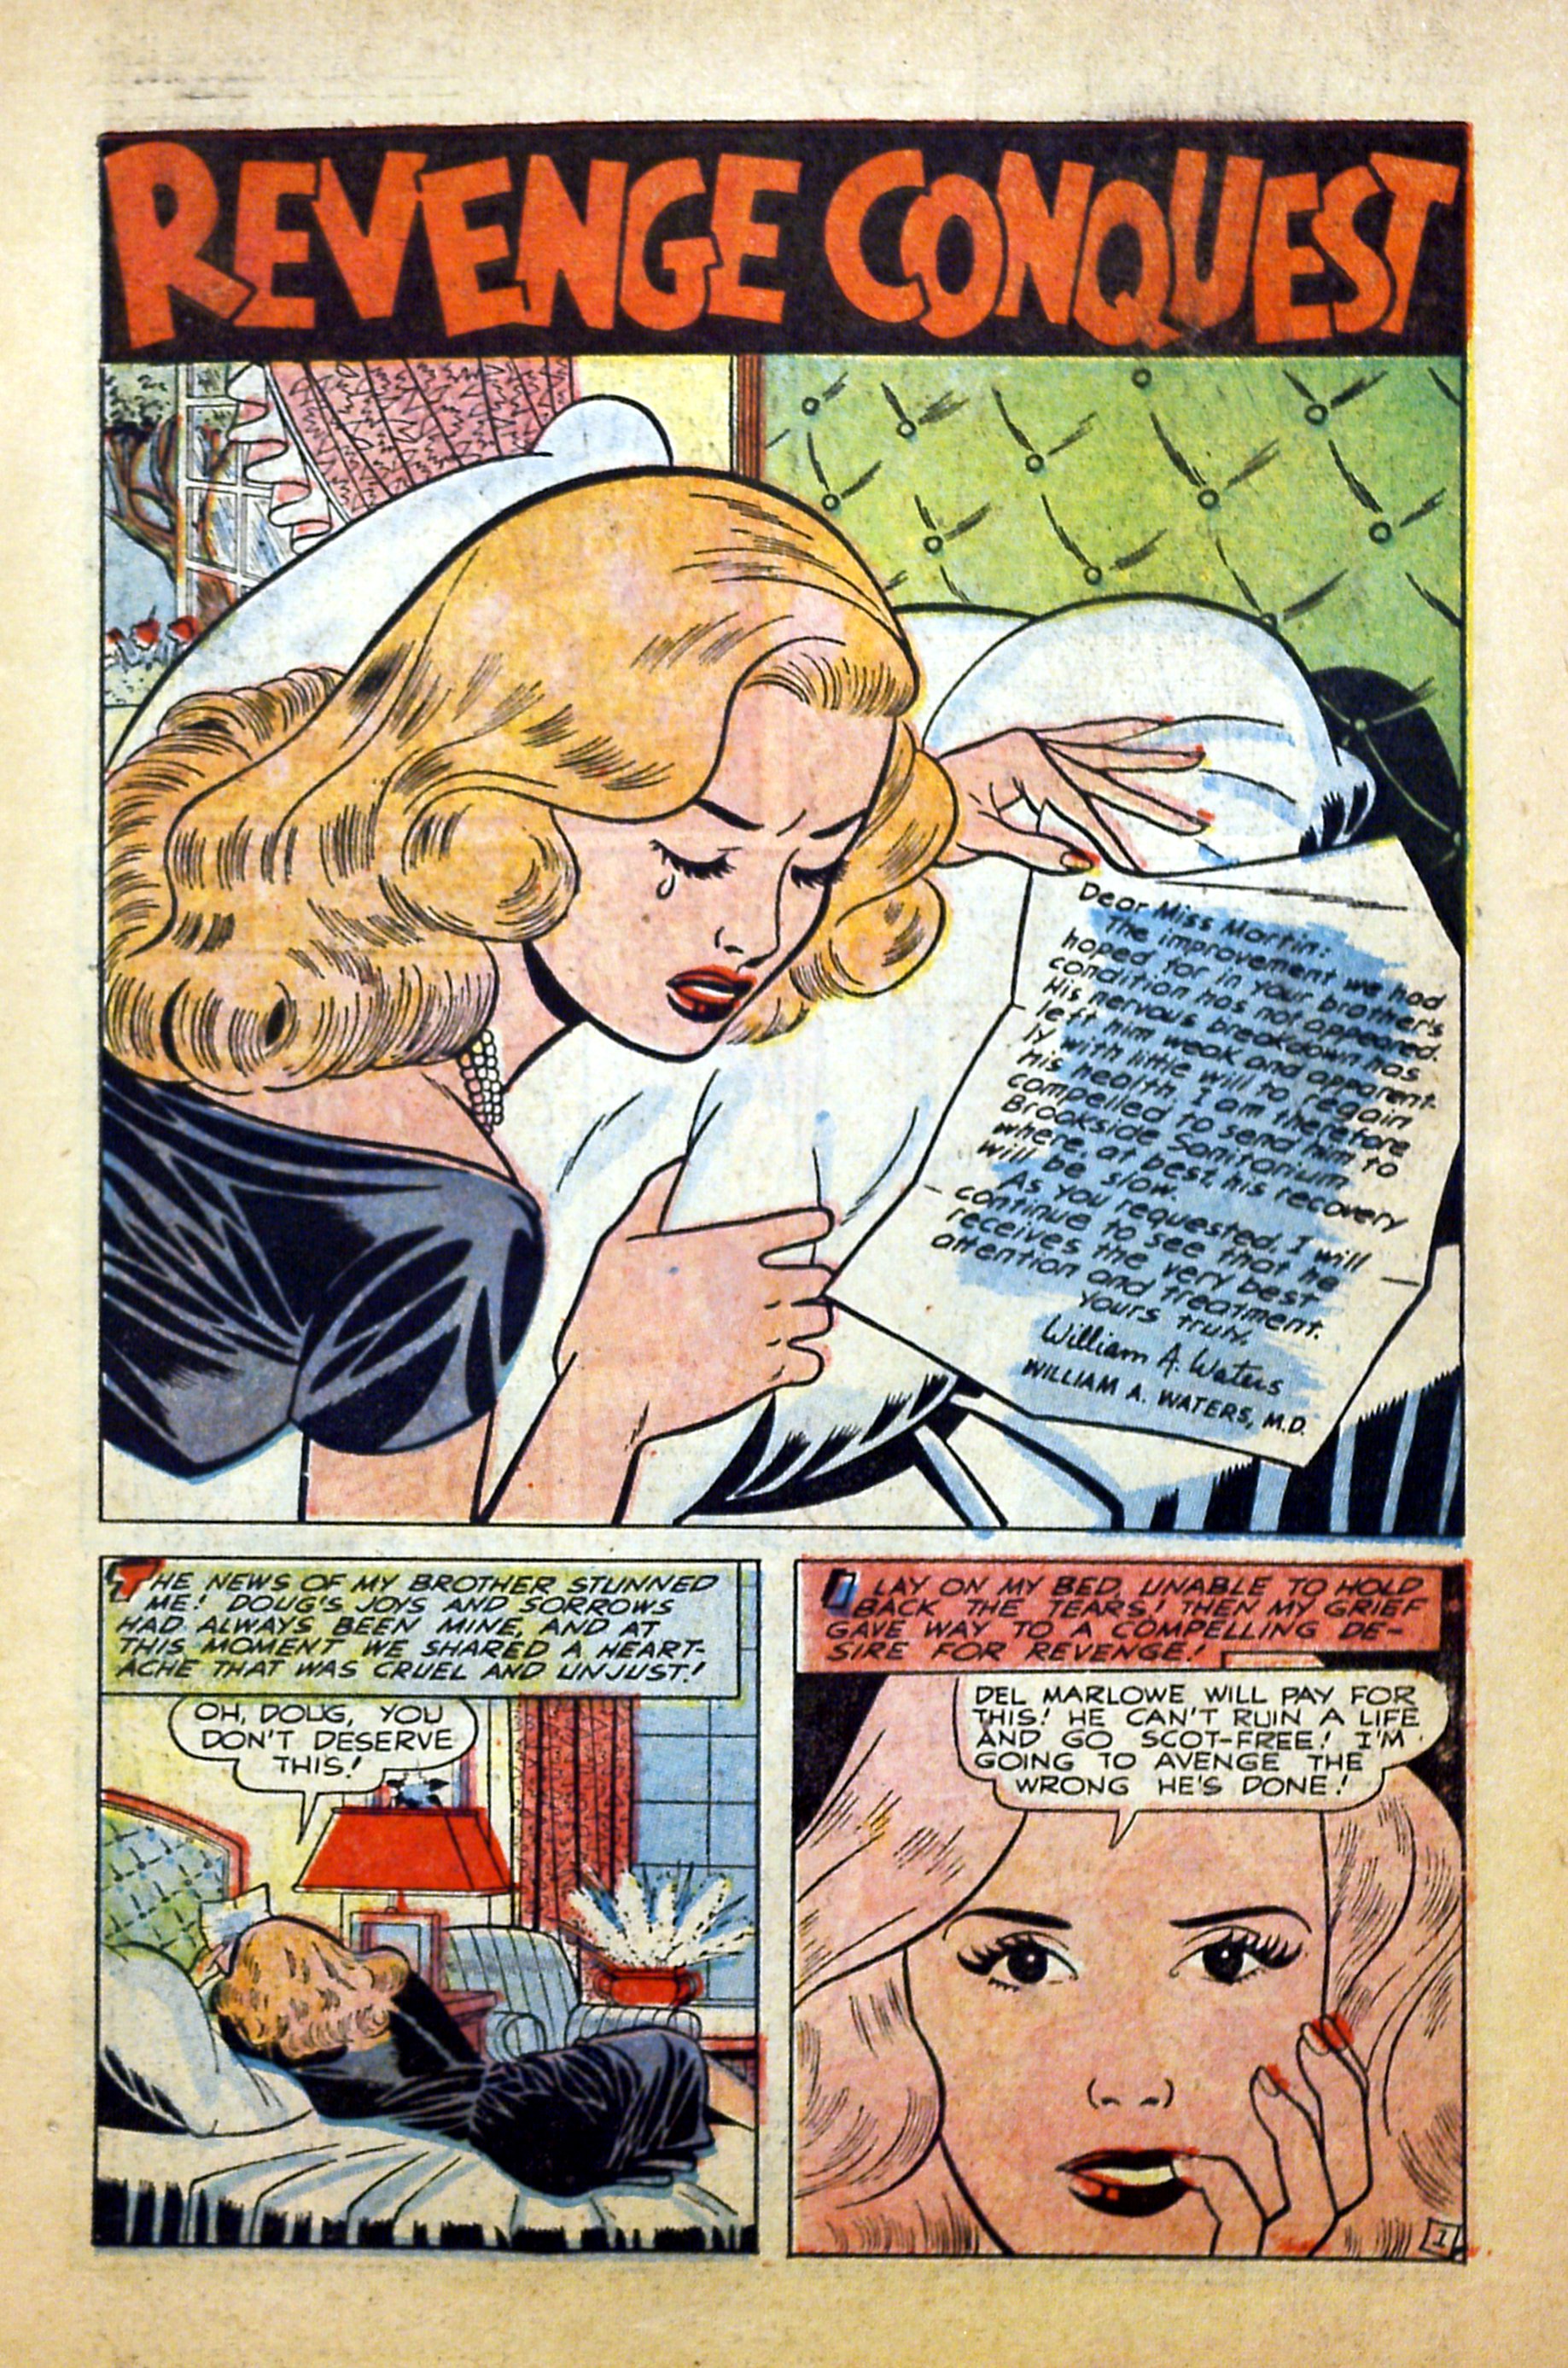 REVENGE CONQUEST
Dear Miss Martin:
The improvement we had
hoped for in your brother's
condition has not appeared.
His nervous breakdown has
left him weak and apparent-
ly with little will to regain
his health. I am therefore
compelled to send him to
Brookside Sanitarium
where, at best, his recovery
will be slow.
As you requested, I will
continue to see that he
receives the very best
attention and treatment.
Yours truly,
William A. Waters
WILLIAM A. WATERS, M.D.
THE NEWS OF MY BROTHER STUNNED
ME! DOUG'S JOYS AND SORROWS
HAD ALWAYS BEEN MINE, AND AT
THIS MOMENT WE SHARED A HEART-
ACHE THAT WAS CRUEL AND UNJUST!
OH, DOUG, YOU
DON'T DESERVE
THIS!
I LAY ON MY BED, UNABLE TO HOLD
BACK THE TEARS! THEN MY GRIEF
GAVE WAY TO A COMPELLING DE-
SIRE FOR REVENGE!
DEL MARLOWE WILL PAY FOR
THIS! HE CAN'T RUIN A LIFE
AND GO SCOT-FREE! I'M
GOING TO AVENGE THE
WRONG HE'S DONE!
1